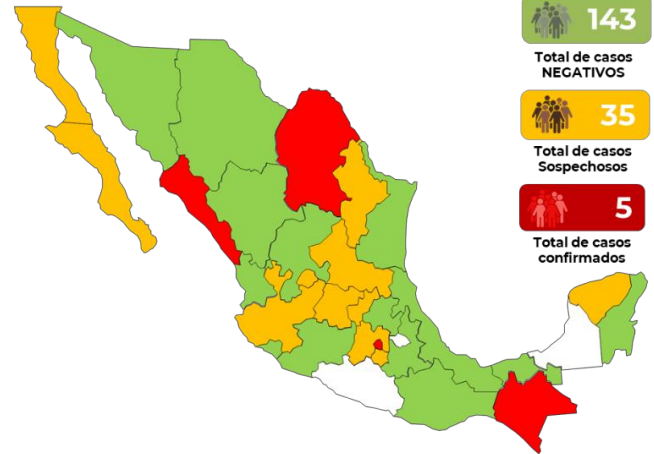 143
Total de casos
NEGATIVOS
35
Total de casos
Sospechosos
5
Total de casos
confirmados